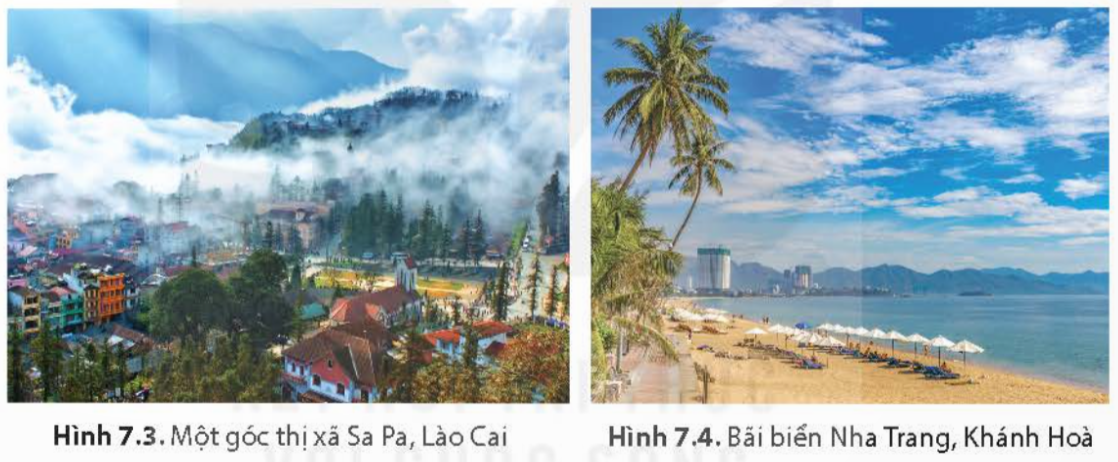 Hình 7.3. Một góc thị xã Sa Pa, Lào Cai
Hình 7.4. Bãi biển Nha Trang, Khánh Hoà